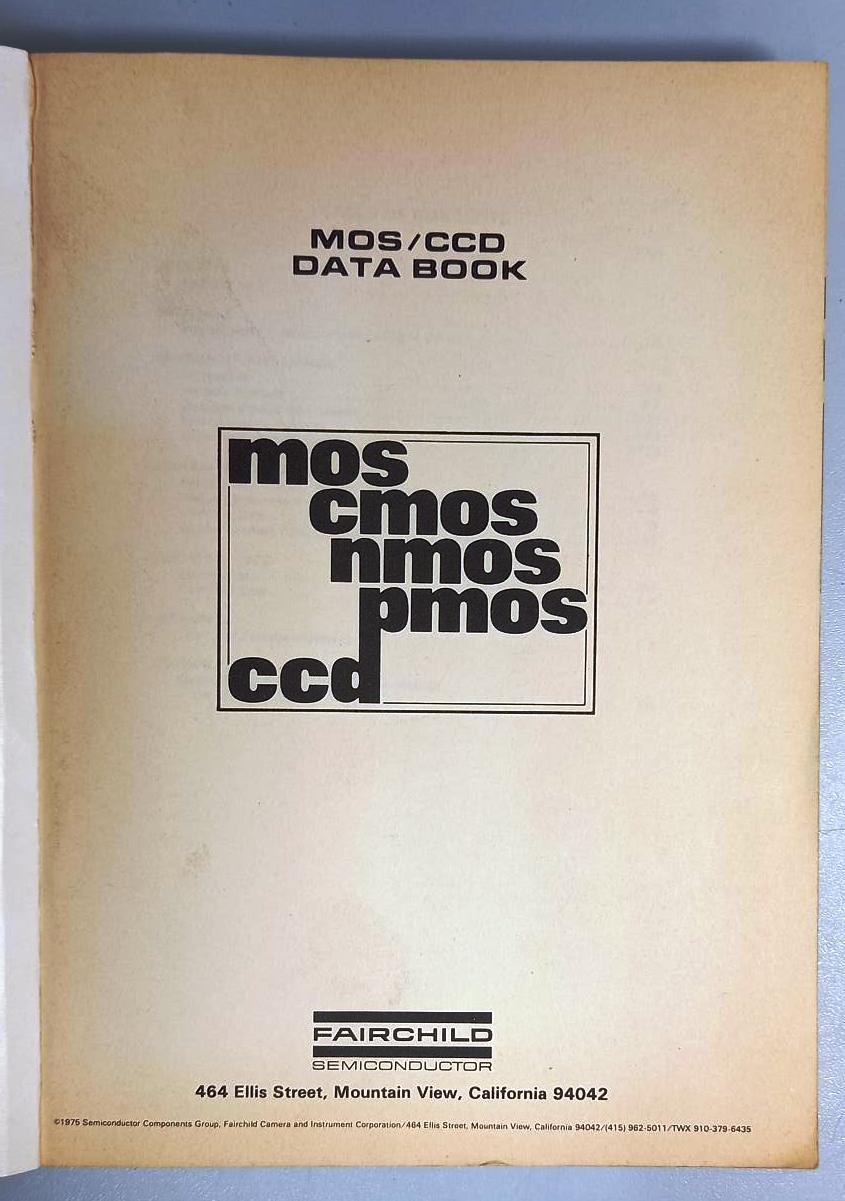 MOS/CCD
DATA BOOK
mos
cmos
nmos
pmos
ccd
FAIRCHILD
SEMICONDUCTOR
464 Ellis Street, Mountain View, California 94042
©1975 Semiconductor Components Group, Fairchild Camera and Instrument Corporation/464 Ellis Street, Mountain View, California 94042/(415) 962-5011/TWX 910-379-6435